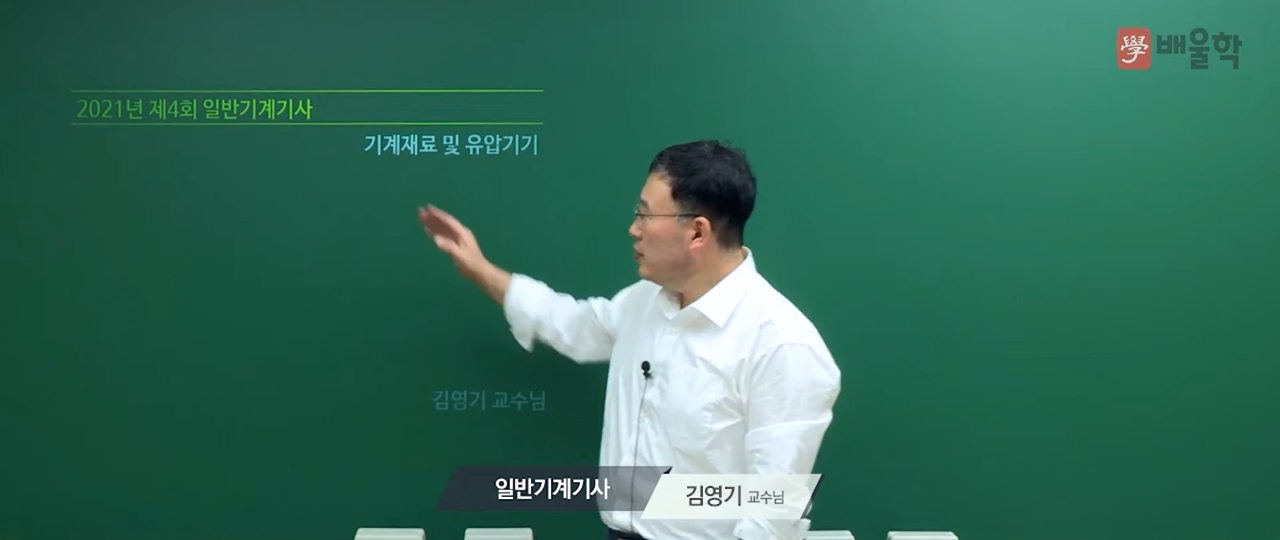 學 배울학
2021년 제4회 일반기계기사
기계재료 및 유압기기
김영기 교수님
일반기계기사 김영기 교수님